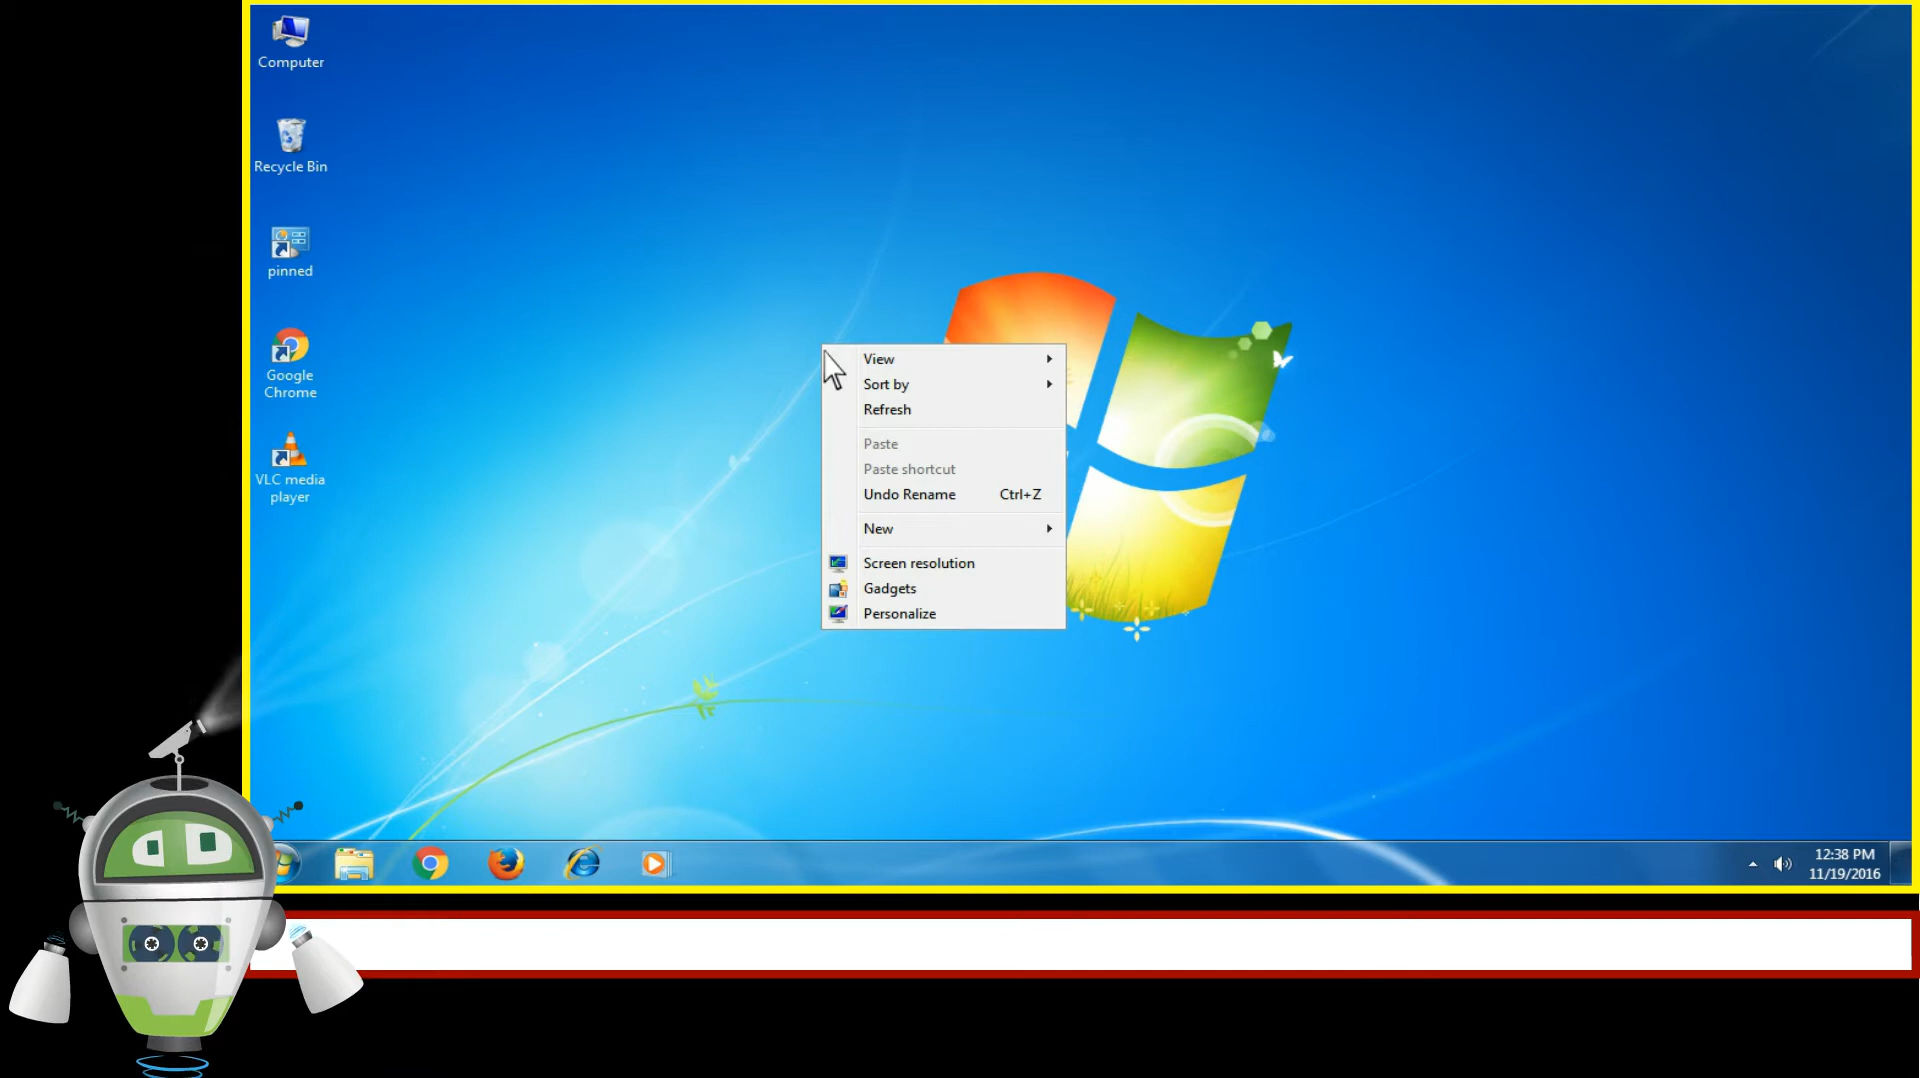 Computer
Recycle Bin
pinned
Google
Chrome
VLC media
player
View
Sort by
Refresh
Paste
Paste shortcut
Undo Rename Ctrl+Z
New
Screen resolution
Gadgets
Personalize
12:38 PM
11/19/2016